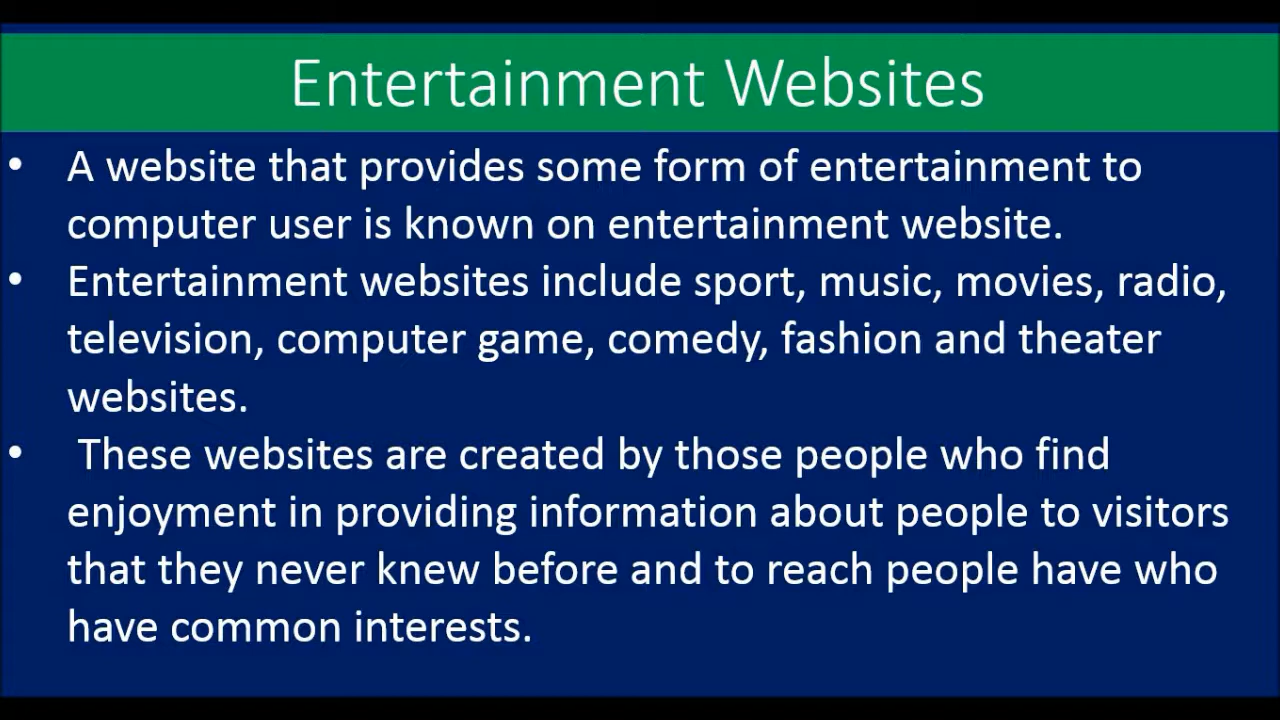 Entertainment Websites
• A website that provides some form of entertainment to
computer user is known on entertainment website.
• Entertainment websites include sport, music, movies, radio,
television, computer game, comedy, fashion and theater
websites.
• These websites are created by those people who find
enjoyment in providing information about people to visitors
that they never knew before and to reach people have who
have common interests.